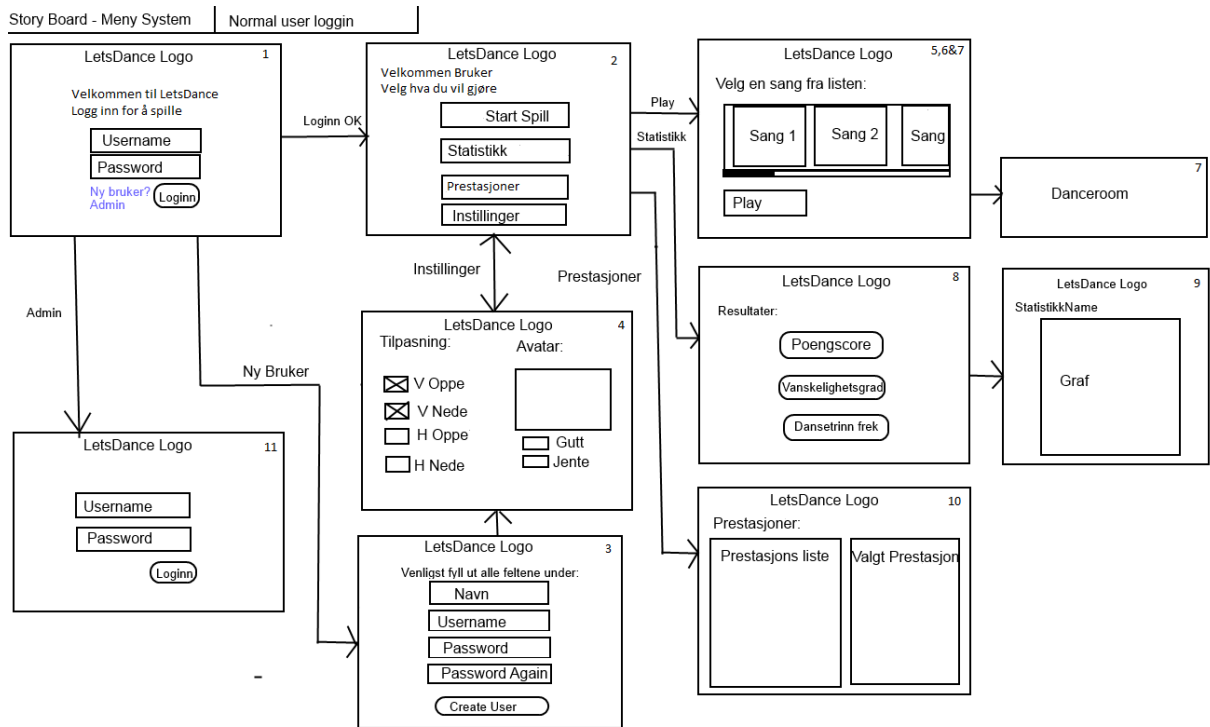 Story Board - Meny System
Normal user loggin
LetsDance Logo
1
Velkommen til LetsDance
Logg inn for å spille
Username
Password
Ny bruker?
Admin
Loginn
Loginn OK
LetsDance Logo
2
Velkommen Bruker
Velg hva du vil gjøre
Start Spill
Statistikk
Prestasjoner
Instillinger
Play
Statistikk
Prestasjoner
Instillinger
LetsDance Logo
5,6&7
Velg en sang fra listen:
Sang 1
Sang 2
Sang
Play
7
Danceroom
LetsDance Logo
8
Resultater:
Poengscore
Vanskelighetsgrad
Dansetrinn frek
LetsDance Logo
9
StatistikkName
Graf
Admin
Ny Bruker
LetsDance Logo
4
Tilpasning:
Avatar:
V Oppe
V Nede
H Oppe
H Nede
Gutt
Jente
LetsDance Logo
11
Username
Password
Loginn
LetsDance Logo
3
Venligst fyll ut alle feltene under:
Navn
Username
Password
Password Again
Create User
LetsDance Logo
10
Prestasjoner:
Prestasjons liste
Valgt Prestasjon